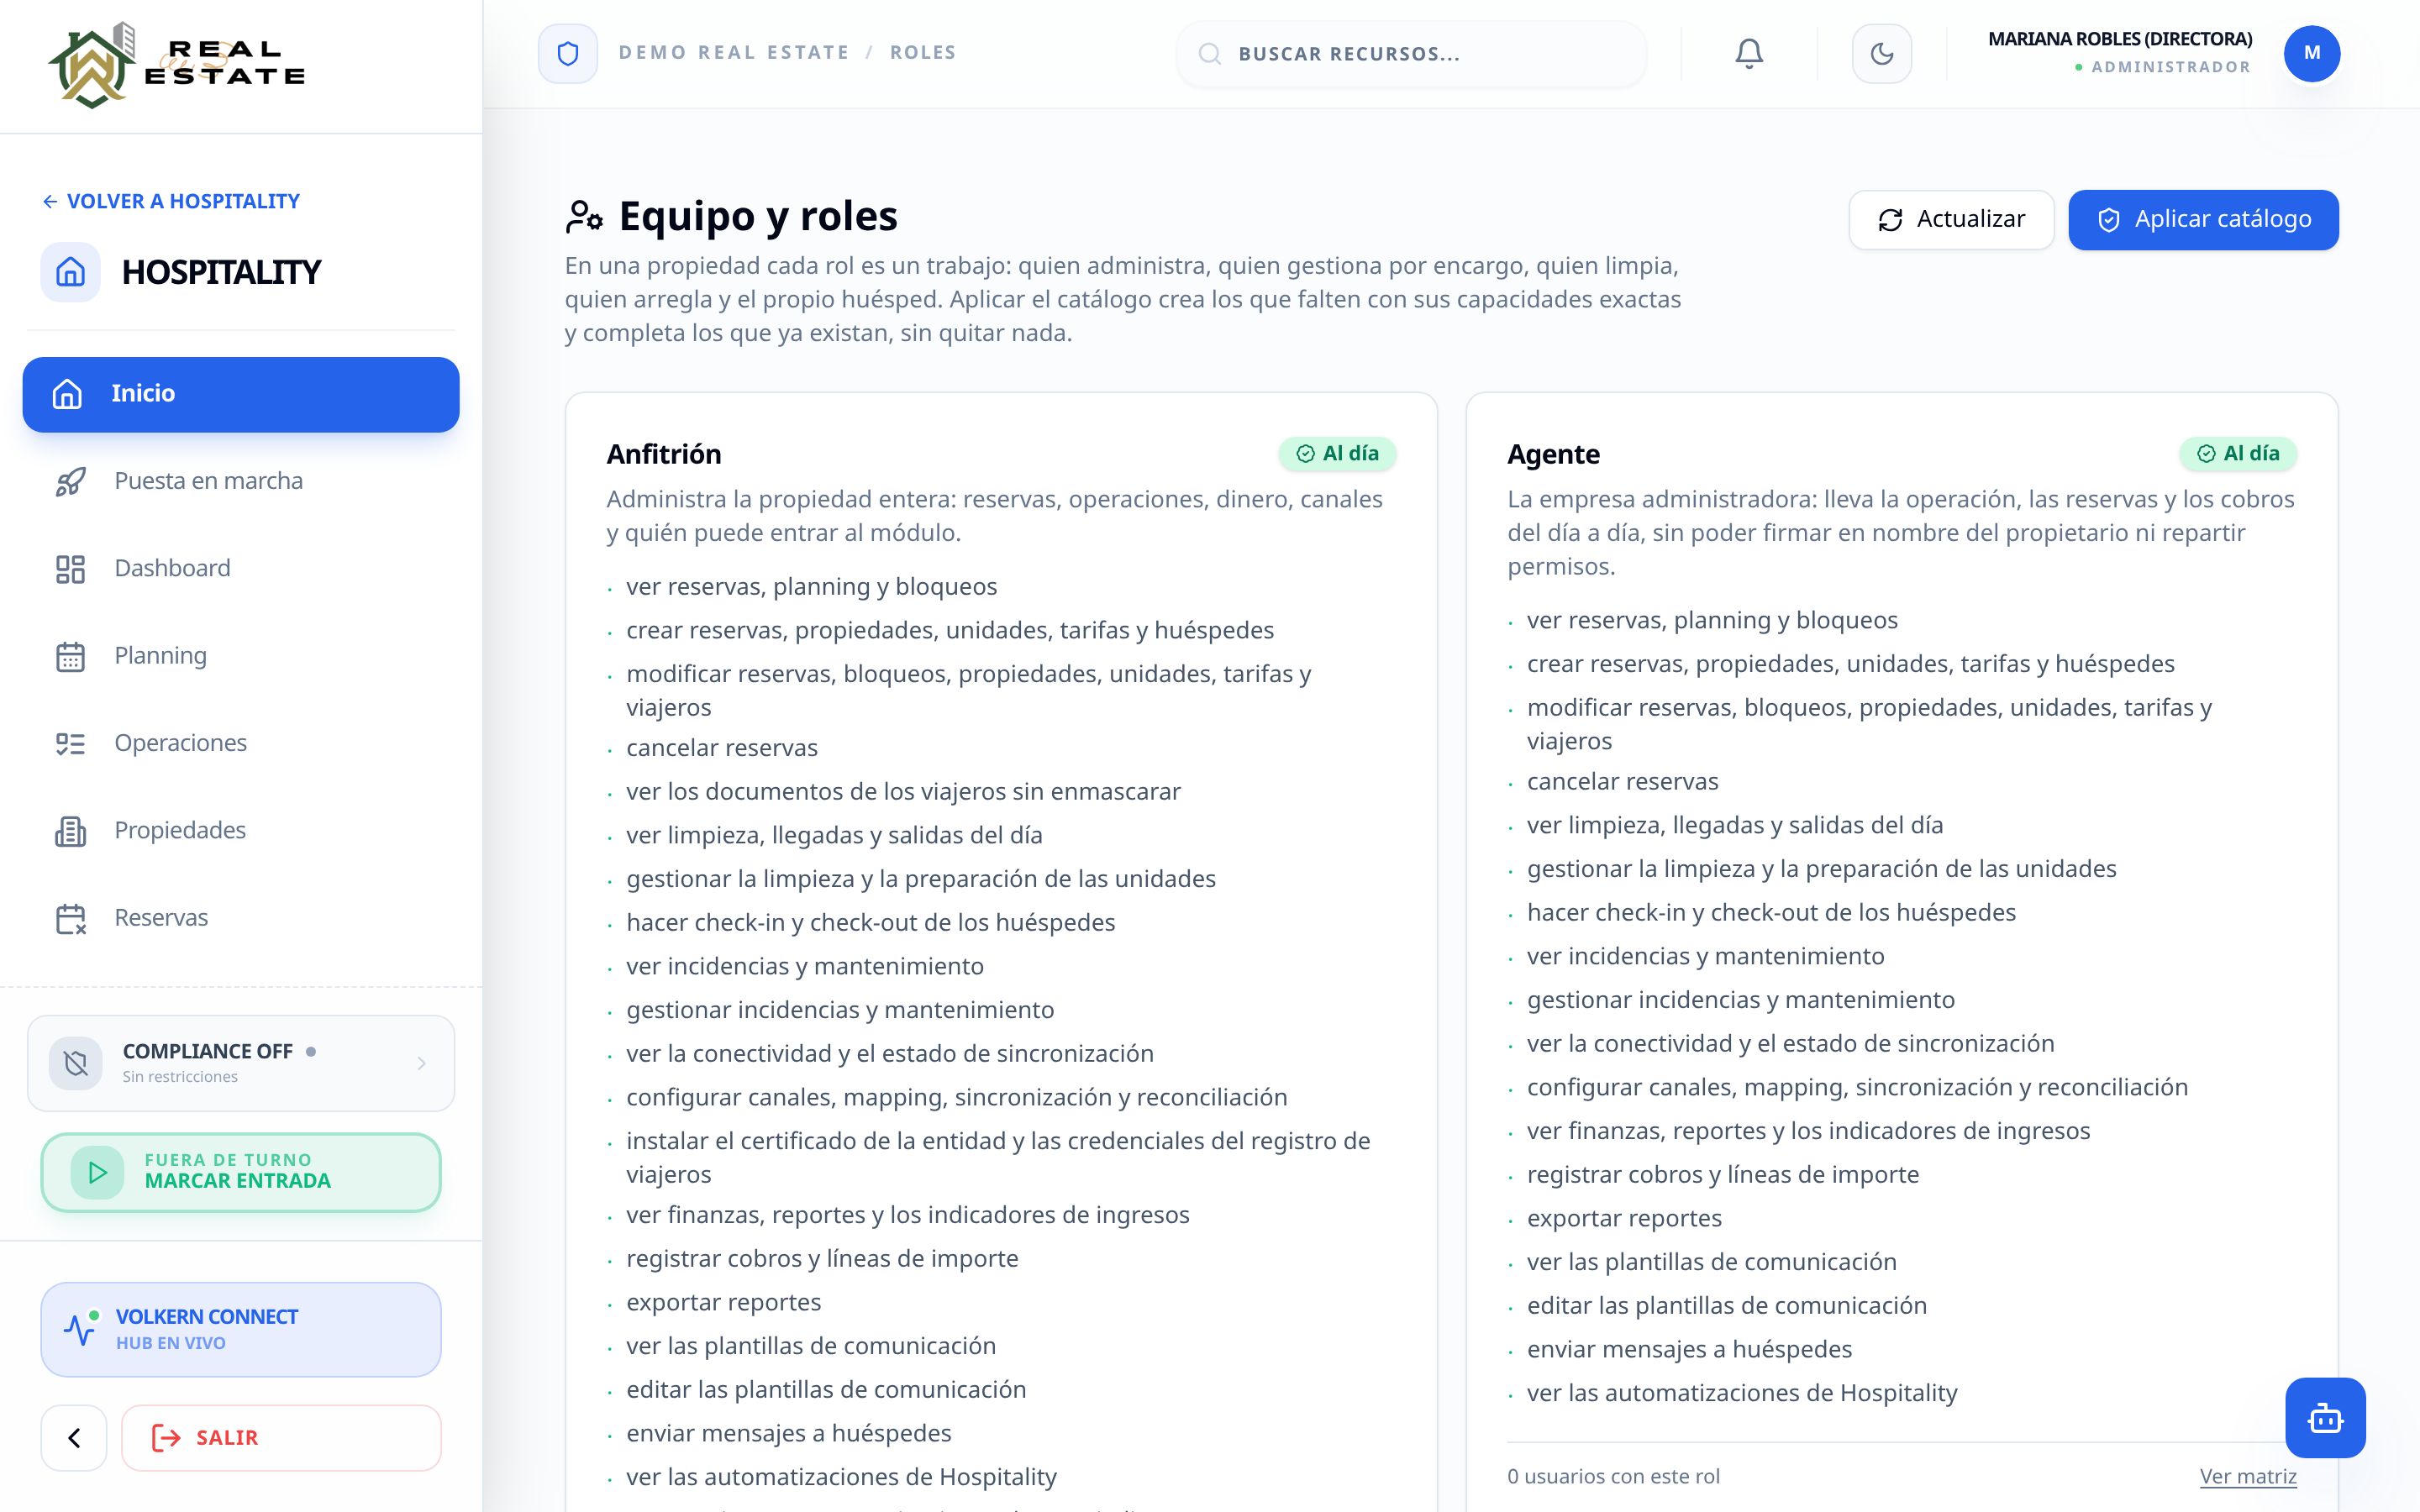 REAL
ESTATE
DEMO REAL ESTATE / ROLES
BUSCAR RECURSOS...
MARIANA ROBLES (DIRECTORA)
ADMINISTRADOR
M
VOLVER A HOSPITALITY
HOSPITALITY
Inicio
Puesta en marcha
Dashboard
Planning
Operaciones
Propiedades
Reservas
COMPLIANCE OFF
Sin restricciones
FUERA DE TURNO
MARCAR ENTRADA
VOLKERN CONNECT
HUB EN VIVO
SALIR
Equipo y roles
Actualizar
Aplicar catálogo
En una propiedad cada rol es un trabajo: quien administra, quien gestiona por encargo, quien limpia,
quien arregla y el propio huésped. Aplicar el catálogo crea los que falten con sus capacidades exactas
y completa los que ya existan, sin quitar nada.
Anfitrión
Al día
Administra la propiedad entera: reservas, operaciones, dinero, canales
y quién puede entrar al módulo.
· ver reservas, planning y bloqueos
· crear reservas, propiedades, unidades, tarifas y huéspedes
· modificar reservas, bloqueos, propiedades, unidades, tarifas y
viajeros
· cancelar reservas
· ver los documentos de los viajeros sin enmascarar
· ver limpieza, llegadas y salidas del día
· gestionar la limpieza y la preparación de las unidades
· hacer check-in y check-out de los huéspedes
· ver incidencias y mantenimiento
· gestionar incidencias y mantenimiento
· ver la conectividad y el estado de sincronización
· configurar canales, mapping, sincronización y reconciliación
· instalar el certificado de la entidad y las credenciales del registro de
viajeros
· ver finanzas, reportes y los indicadores de ingresos
· registrar cobros y líneas de importe
· exportar reportes
· ver las plantillas de comunicación
· editar las plantillas de comunicación
· enviar mensajes a huéspedes
· ver las automatizaciones de Hospitality
Agente
Al día
La empresa administradora: lleva la operación, las reservas y los cobros
del día a día, sin poder firmar en nombre del propietario ni repartir
permisos.
· ver reservas, planning y bloqueos
· crear reservas, propiedades, unidades, tarifas y huéspedes
· modificar reservas, bloqueos, propiedades, unidades, tarifas y
viajeros
· cancelar reservas
· ver limpieza, llegadas y salidas del día
· gestionar la limpieza y la preparación de las unidades
· hacer check-in y check-out de los huéspedes
· ver incidencias y mantenimiento
· gestionar incidencias y mantenimiento
· ver la conectividad y el estado de sincronización
· configurar canales, mapping, sincronización y reconciliación
· ver finanzas, reportes y los indicadores de ingresos
· registrar cobros y líneas de importe
· exportar reportes
· ver las plantillas de comunicación
· editar las plantillas de comunicación
· enviar mensajes a huéspedes
· ver las automatizaciones de Hospitality
0 usuarios con este rol
Ver matriz